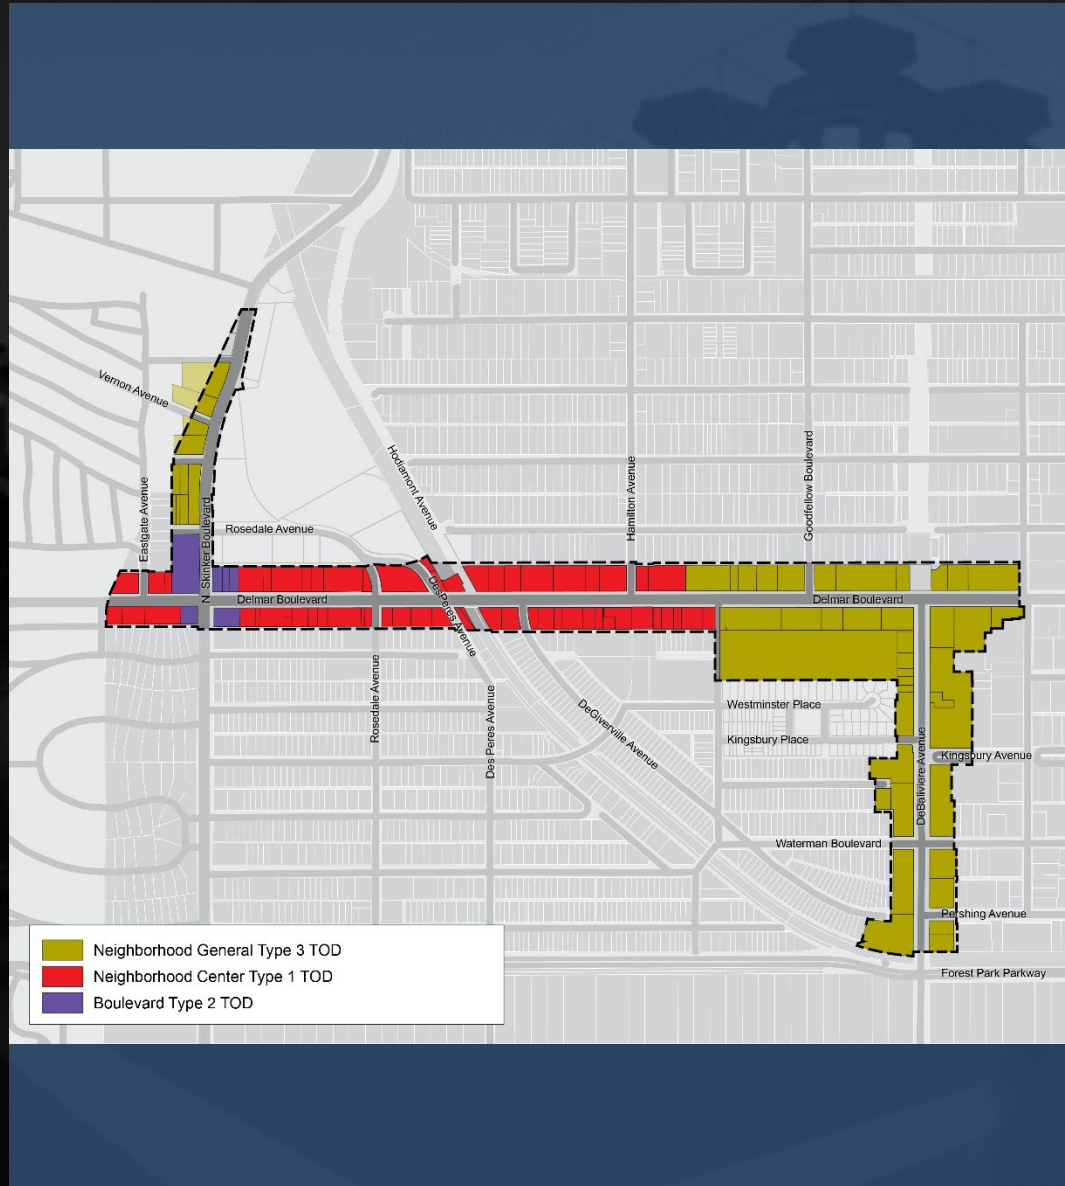 Vernon Avenue
Eastgate Avenue
N. Skinker Boulevard
Rosedale Avenue
Hodiamont Avenue
Hamilton Avenue
Goodfellow Boulevard
Delmar Boulevard
DesPeres Avenue
Delmar Boulevard
Rosedale Avenue
Des Peres Avenue
DeGiverville Avenue
Westminster Place
Kingsbury Place
DeBaliviere Avenue
Kingsbury Avenue
Waterman Boulevard
Pershing Avenue
Forest Park Parkway
Neighborhood General Type 3 TOD
Neighborhood Center Type 1 TOD
Boulevard Type 2 TOD